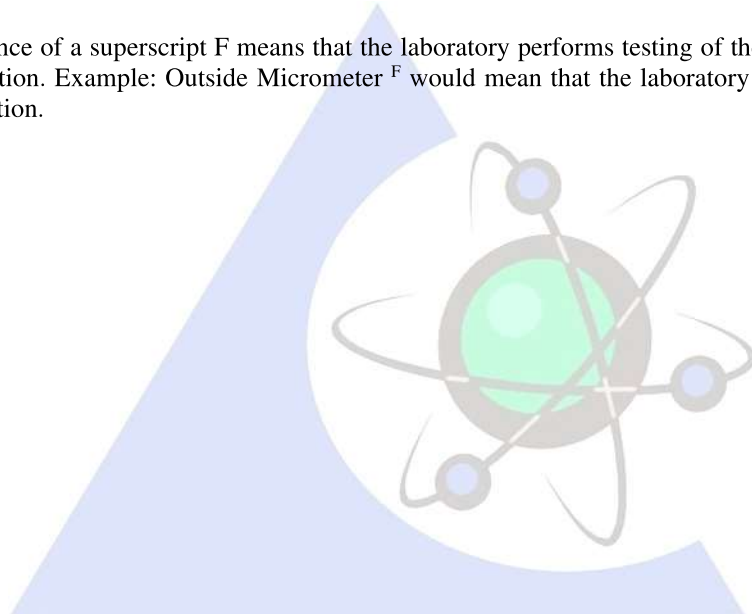 nce of a superscript F means that the laboratory performs testing of the
tion. Example: Outside Micrometer F would mean that the laboratory
tion.